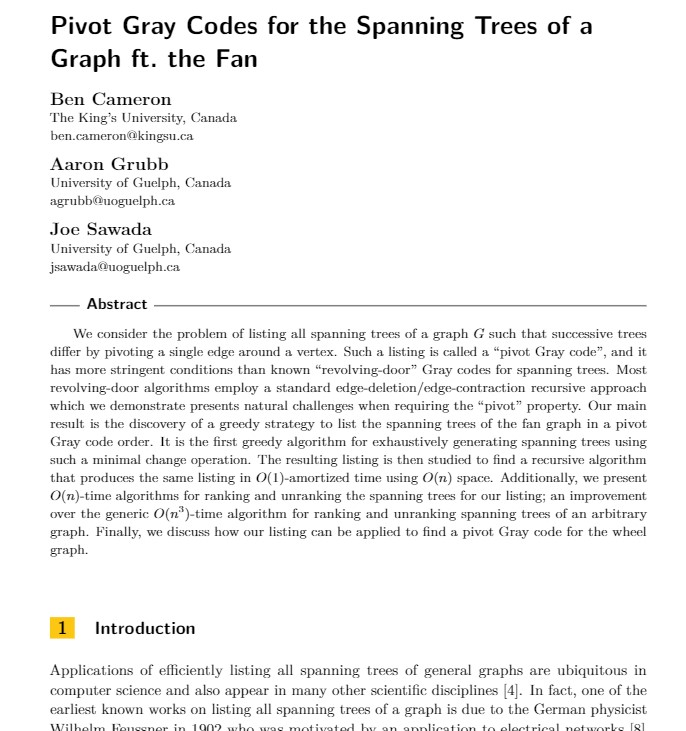 Pivot Gray Codes for the Spanning Trees of a
Graph ft. the Fan
Ben Cameron
The King's University, Canada
ben.cameron@kingsu.ca
Aaron Grubb
University of Guelph, Canada
agrubb@uoguelph.ca
Joe Sawada
University of Guelph, Canada
jsawada@uoguelph.ca
Abstract
We consider the problem of listing all spanning trees of a graph G such that successive trees
differ by pivoting a single edge around a vertex. Such a listing is called a “pivot Gray code”, and it
has more stringent conditions than known “revolving-door” Gray codes for spanning trees. Most
revolving-door algorithms employ a standard edge-deletion/edge-contraction recursive approach
which we demonstrate presents natural challenges when requiring the “pivot” property. Our main
result is the discovery of a greedy strategy to list the spanning trees of the fan graph in a pivot
Gray code order. It is the first greedy algorithm for exhaustively generating spanning trees using
such a minimal change operation. The resulting listing is then studied to find a recursive algorithm
that produces the same listing in O(1)-amortized time using O(n) space. Additionally, we present
O(n)-time algorithms for ranking and unranking the spanning trees for our listing; an improvement
over the generic O(n³)-time algorithm for ranking and unranking spanning trees of an arbitrary
graph. Finally, we discuss how our listing can be applied to find a pivot Gray code for the wheel
graph.
1 Introduction
Applications of efficiently listing all spanning trees of general graphs are ubiquitous in
computer science and also appear in many other scientific disciplines [4]. In fact, one of the
earliest known works on listing all spanning trees of a graph is due to the German physicist
Wilhelm Feussner in 1902 who was motivated by an application to electrical networks [8].